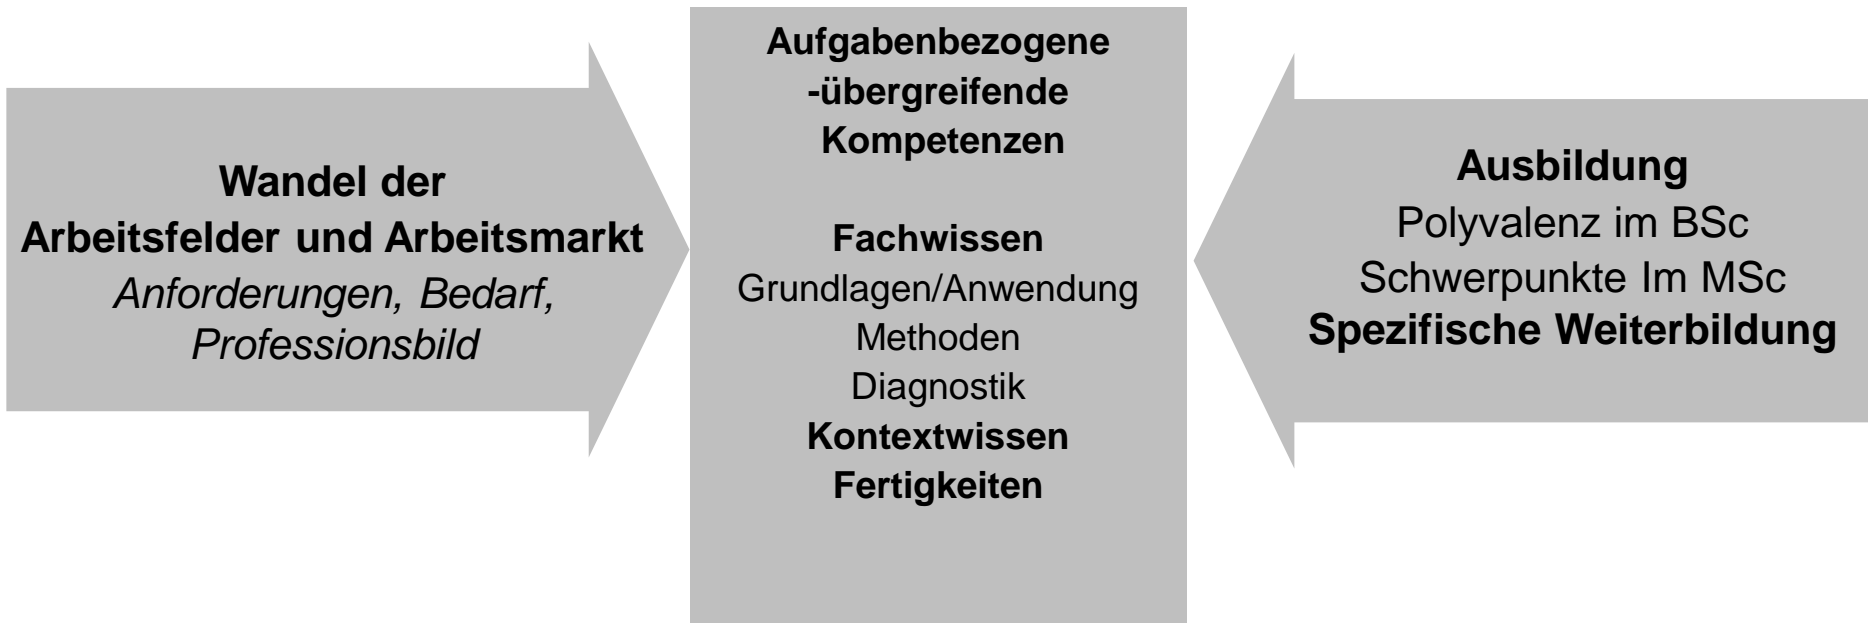 Wandel der
Arbeitsfelder und Arbeitsmarkt
Anforderungen, Bedarf,
Professionsbild
Aufgabenbezogene
-übergreifende
Kompetenzen
Fachwissen
Grundlagen/Anwendung
Methoden
Diagnostik
Kontextwissen
Fertigkeiten
Ausbildung
Polyvalenz im BSc
Schwerpunkte Im MSc
Spezifische Weiterbildung